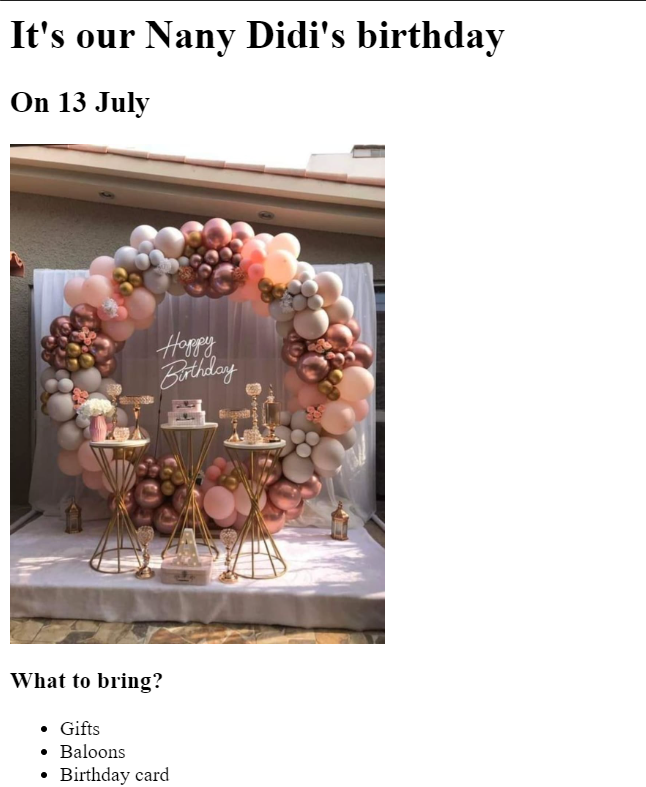 It's our Nany Didi's birthday
On 13 July
Happy
Birthday
What to bring?
Gifts
Baloons
Birthday card